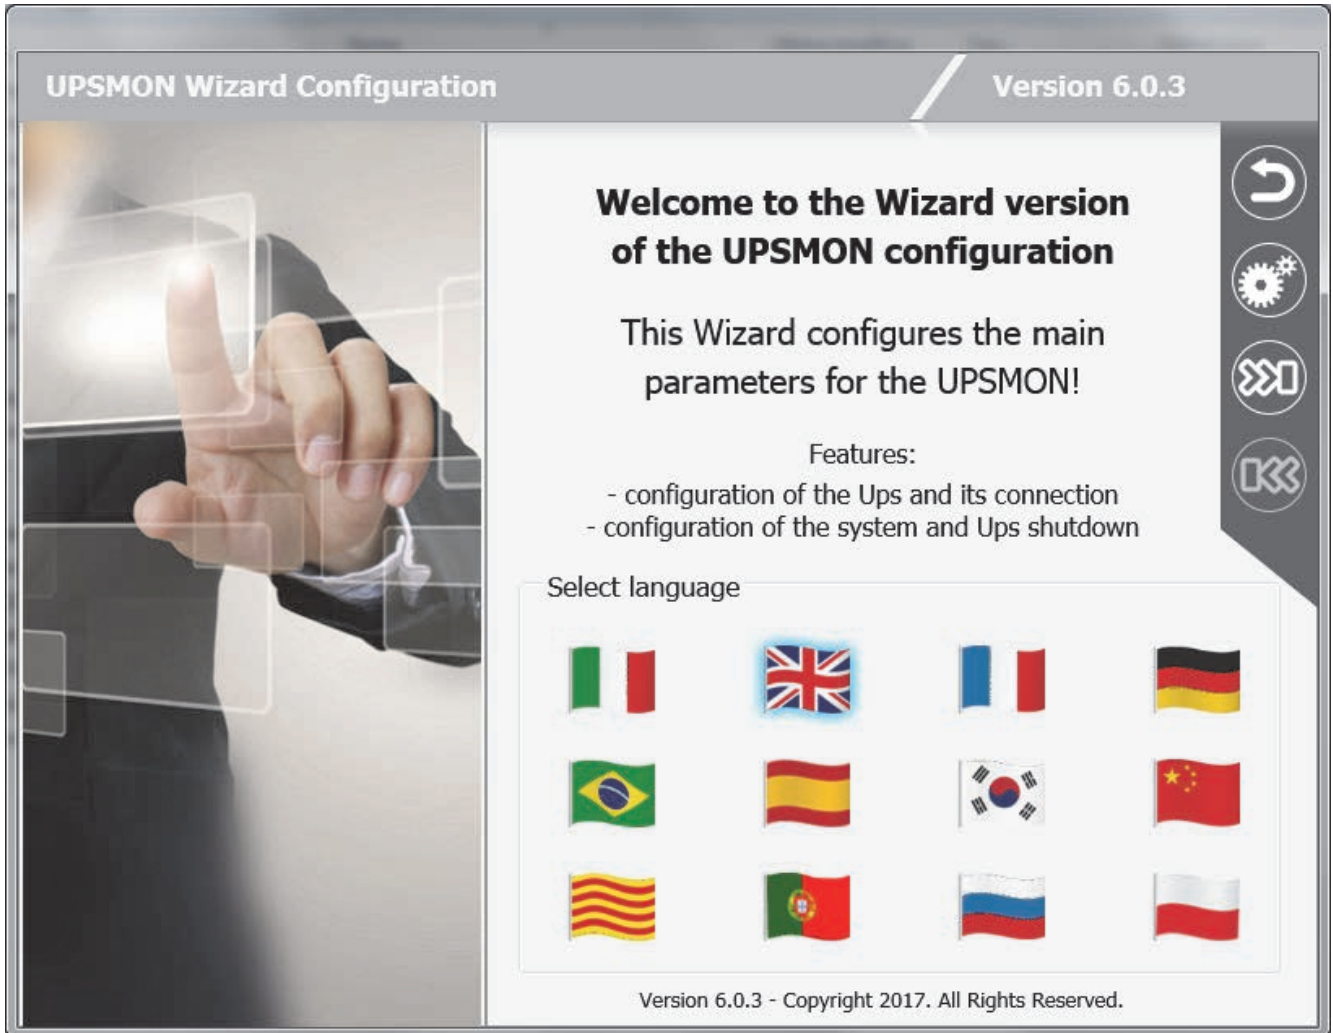 UPSMON Wizard Configuration
Version 6.0.3
Welcome to the Wizard version
of the UPSMON configuration
This Wizard configures the main
parameters for the UPSMON!
Features:
- configuration of the Ups and its connection
- configuration of the system and Ups shutdown
Select language
Version 6.0.3 - Copyright 2017. All Rights Reserved.